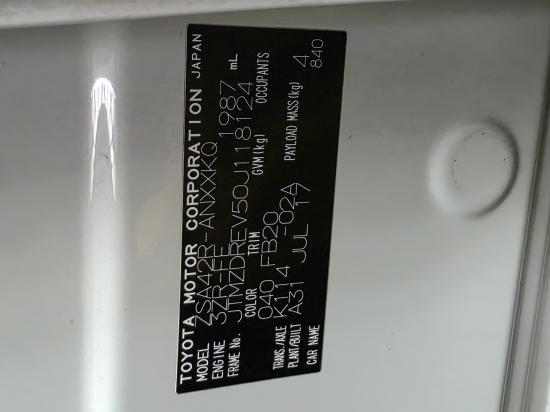 TOYOTA MOTOR CORPORATION JAPAN
MODEL ZSA42R-ANXXKQ
ENGINE 3ZR-FE 1987 mL
FRAME No. JTMZDREV50J118124
COLOR TRIM GVM(kg) OCCUPANTS
040 FB20 4
TRANS./AXLE K114 -02A PAYLOAD MASS(kg) 840
PLANT/BUILT A31 JUL 17
CAR NAME